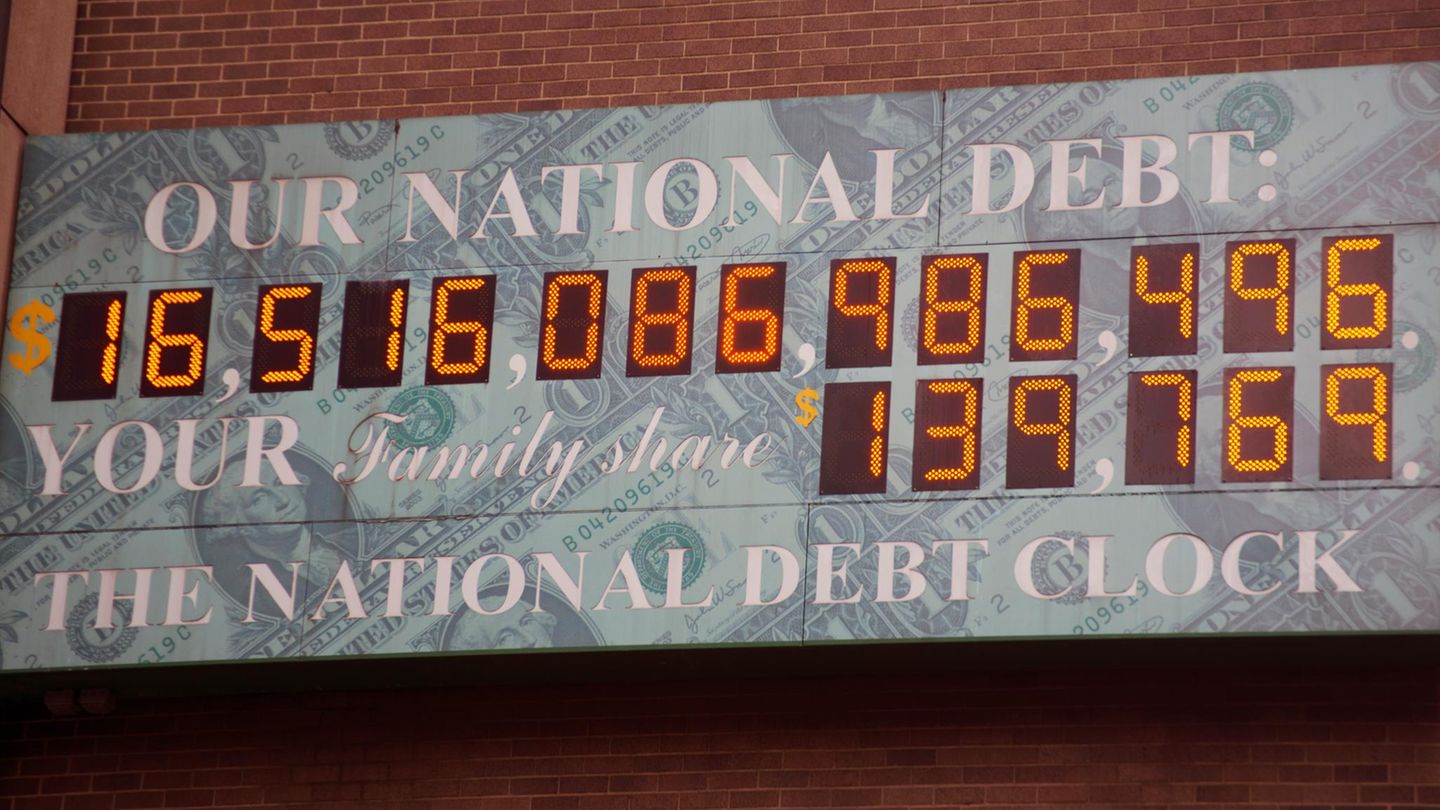 OUR NATIONAL DEBT:
$16,516,086,986,496.
YOUR Family share $139,769.
THE NATIONAL DEBT CLOCK